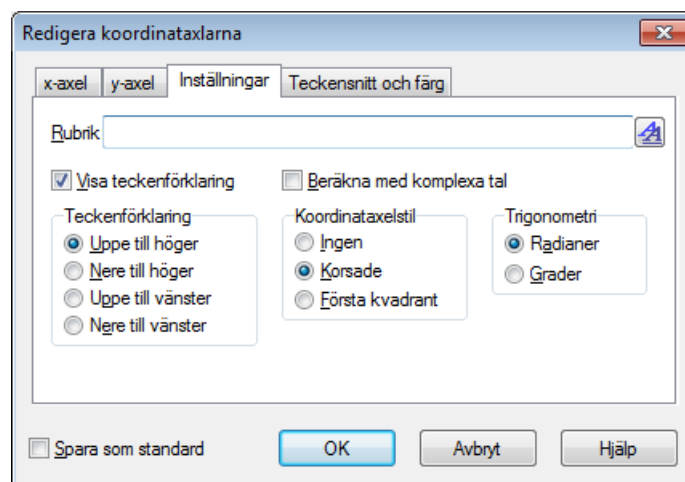 Redigera koordinataxlarna
x-axel y-axel Inställningar Teckensnitt och färg
Rubrik
Visa teckenförklaring Beräkna med komplexa tal
Teckenförklaring Koordinataxelstil Trigonometri
Uppe till höger Ingen Radianer
Nere till höger Korsade Grader
Uppe till vänster Första kvadrant
Nere till vänster
Spara som standard OK Avbryt Hjälp